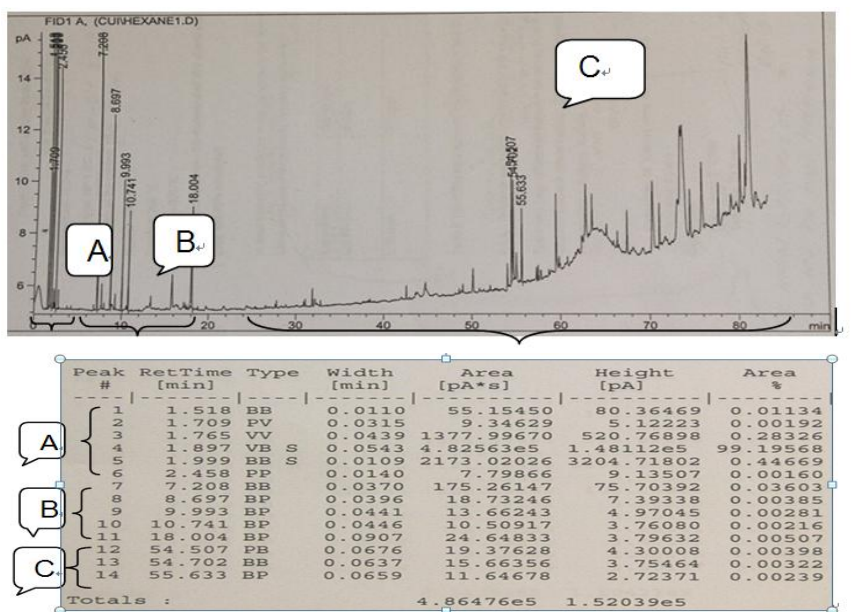 FID1 A, (CUI\HEXANE1.D)
pA
14
12
10
8
6
2.458
1.709
7.208
8.697
9.993
10.741
18.004
55.633
A
B
C
0 10 20 30 40 50 60 70 80 min
Peak RetTime Type Width Area Height Area
# [min] [min] [pA*s] [pA] %
1 1.518 BB 0.0110 55.15450 80.36469 0.01134
2 1.709 PV 0.0315 9.34629 5.12223 0.00192
3 1.765 VV 0.0439 1377.99670 520.76898 0.28326
4 1.897 VB S 0.0543 4.82563e5 1.48112e5 99.19568
5 1.999 BB S 0.0109 2173.02026 3204.71802 0.44669
6 2.458 PP 0.0140 7.79866 9.13507 0.00160
7 7.208 BB 0.0370 175.26147 75.70392 0.03603
8 8.697 BP 0.0396 18.73246 7.39338 0.00385
9 9.993 BP 0.0441 13.66243 4.97045 0.00281
10 10.741 BP 0.0446 10.50917 3.76080 0.00216
11 18.004 BP 0.0907 24.64833 3.79632 0.00507
12 54.507 PB 0.0676 19.37628 4.30008 0.00398
13 54.702 BB 0.0637 15.66356 3.75464 0.00322
14 55.633 BP 0.0659 11.64678 2.72371 0.00239
A
B
C
Totals : 4.86476e5 1.52039e5